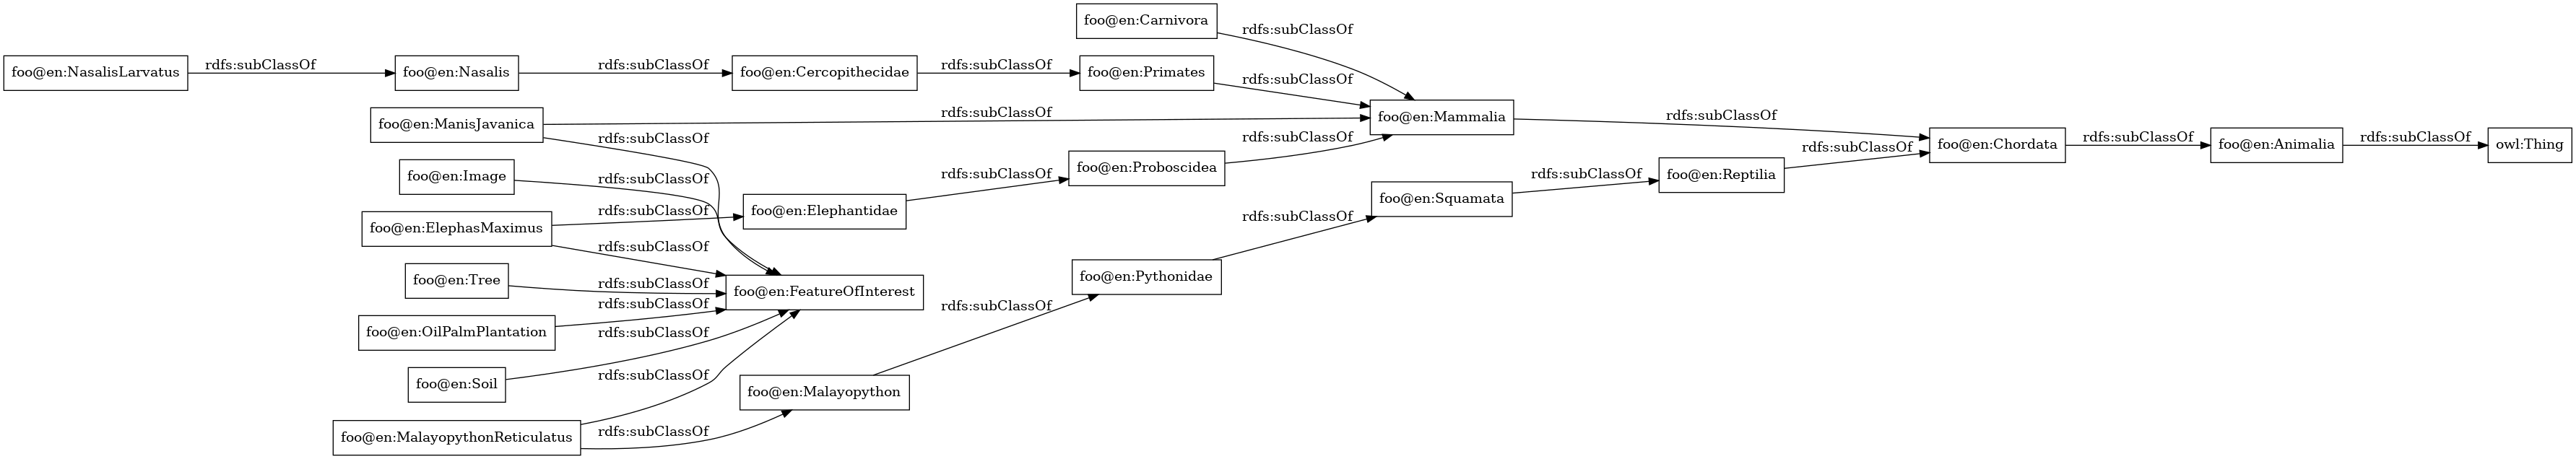 foo@en:Carnivora
rdfs:subClassOf
foo@en:NasalisLarvatus
rdfs:subClassOf
foo@en:Nasalis
rdfs:subClassOf
foo@en:Cercopithecidae
rdfs:subClassOf
foo@en:Primates
rdfs:subClassOf
foo@en:ManisJavanica
rdfs:subClassOf
rdfs:subClassOf
foo@en:Mammalia
rdfs:subClassOf
foo@en:Chordata
rdfs:subClassOf
foo@en:Animalia
rdfs:subClassOf
owl:Thing
foo@en:Image
rdfs:subClassOf
foo@en:Proboscidea
rdfs:subClassOf
foo@en:Reptilia
rdfs:subClassOf
foo@en:ElephasMaximus
rdfs:subClassOf
foo@en:Elephantidae
rdfs:subClassOf
foo@en:Squamata
rdfs:subClassOf
rdfs:subClassOf
foo@en:Tree
rdfs:subClassOf
foo@en:FeatureOfInterest
foo@en:Pythonidae
rdfs:subClassOf
foo@en:OilPalmPlantation
rdfs:subClassOf
foo@en:Soil
rdfs:subClassOf
foo@en:Malayopython
rdfs:subClassOf
foo@en:MalayopythonReticulatus
rdfs:subClassOf
rdfs:subClassOf